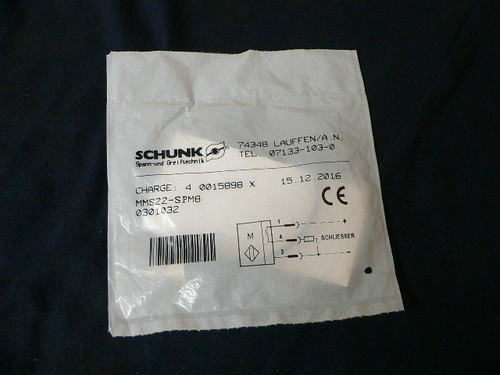 SCHUNK
Spann-und Greiftechnik
74348 LAUFFEN/A.N.
TEL. 07133-103-0
CHARGE: 4 0015898 X 15.12.2016
MMS22-SPM8
0301032
CE
M
1 +
4 SCHLIESSER
3 -